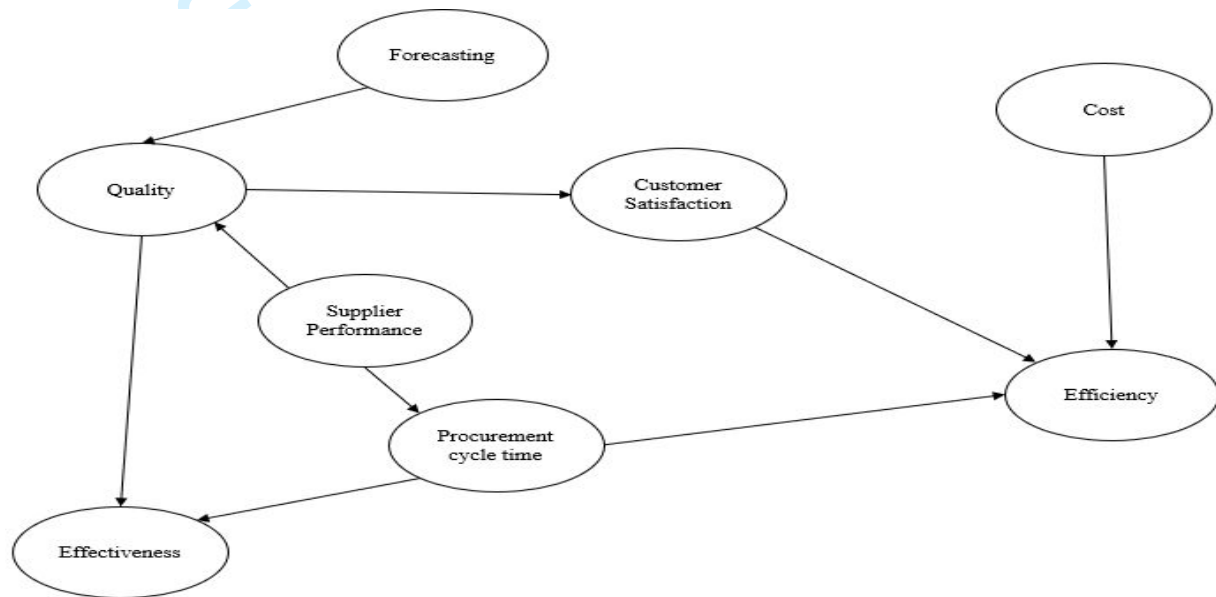 Forecasting
Cost
Quality
Customer
Satisfaction
Supplier
Performance
Efficiency
Procurement
cycle time
Effectiveness